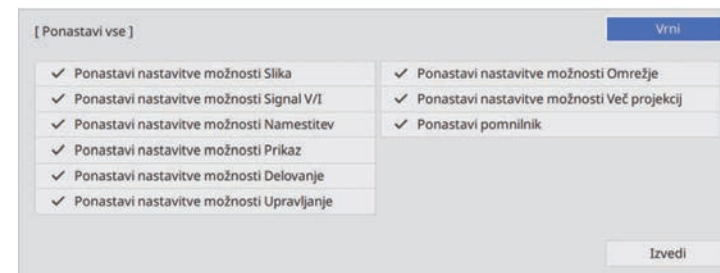 [ Ponastavi vse ]
Vrni
Ponastavi nastavitve možnosti Slika
Ponastavi nastavitve možnosti Signal V/I
Ponastavi nastavitve možnosti Namestitev
Ponastavi nastavitve možnosti Prikaz
Ponastavi nastavitve možnosti Delovanje
Ponastavi nastavitve možnosti Upravljanje
Ponastavi nastavitve možnosti Omrežje
Ponastavi nastavitve možnosti Več projekcij
Ponastavi pomnilnik
Izvedi